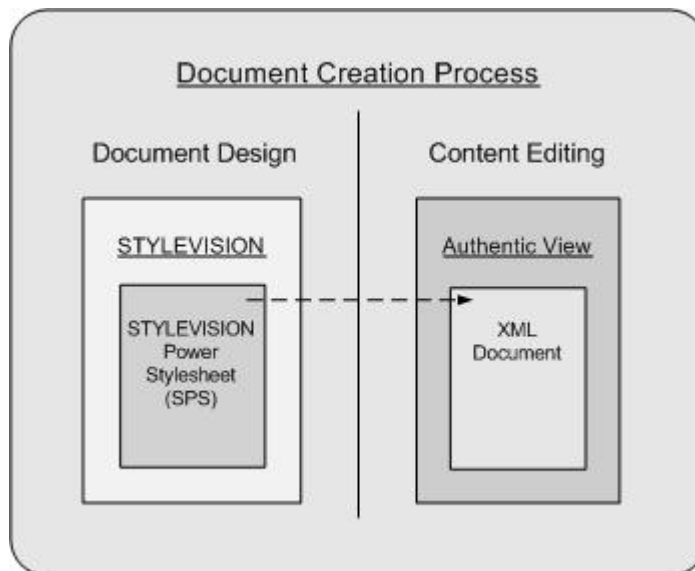 Document Creation Process
Document Design
Content Editing
STYLEVISION
Authentic View
STYLEVISION
Power
Stylesheet
(SPS)
XML
Document